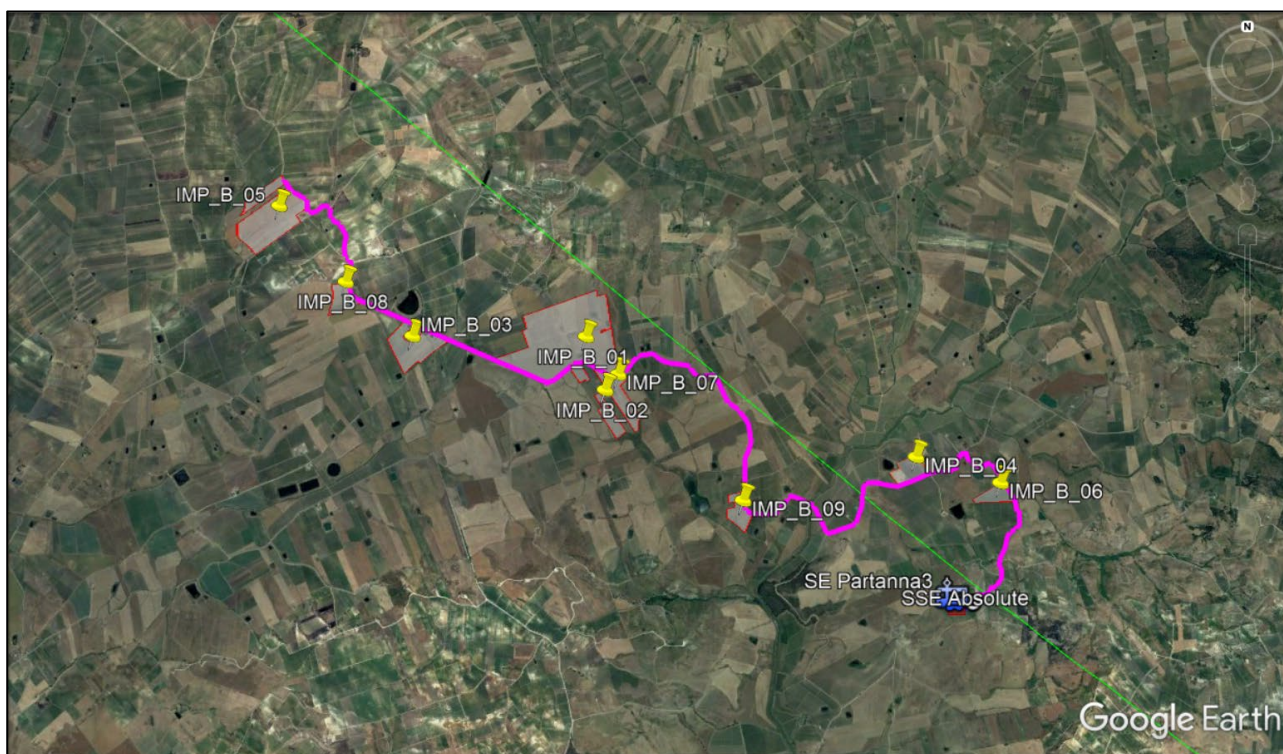 N
IMP_B_05
IMP_B_08
IMP_B_03
IMP_B_01
IMP_B_07
IMP_B_02
IMP_B_04
IMP_B_06
IMP_B_09
SE Partanna3
SSE Absolute
Google Earth